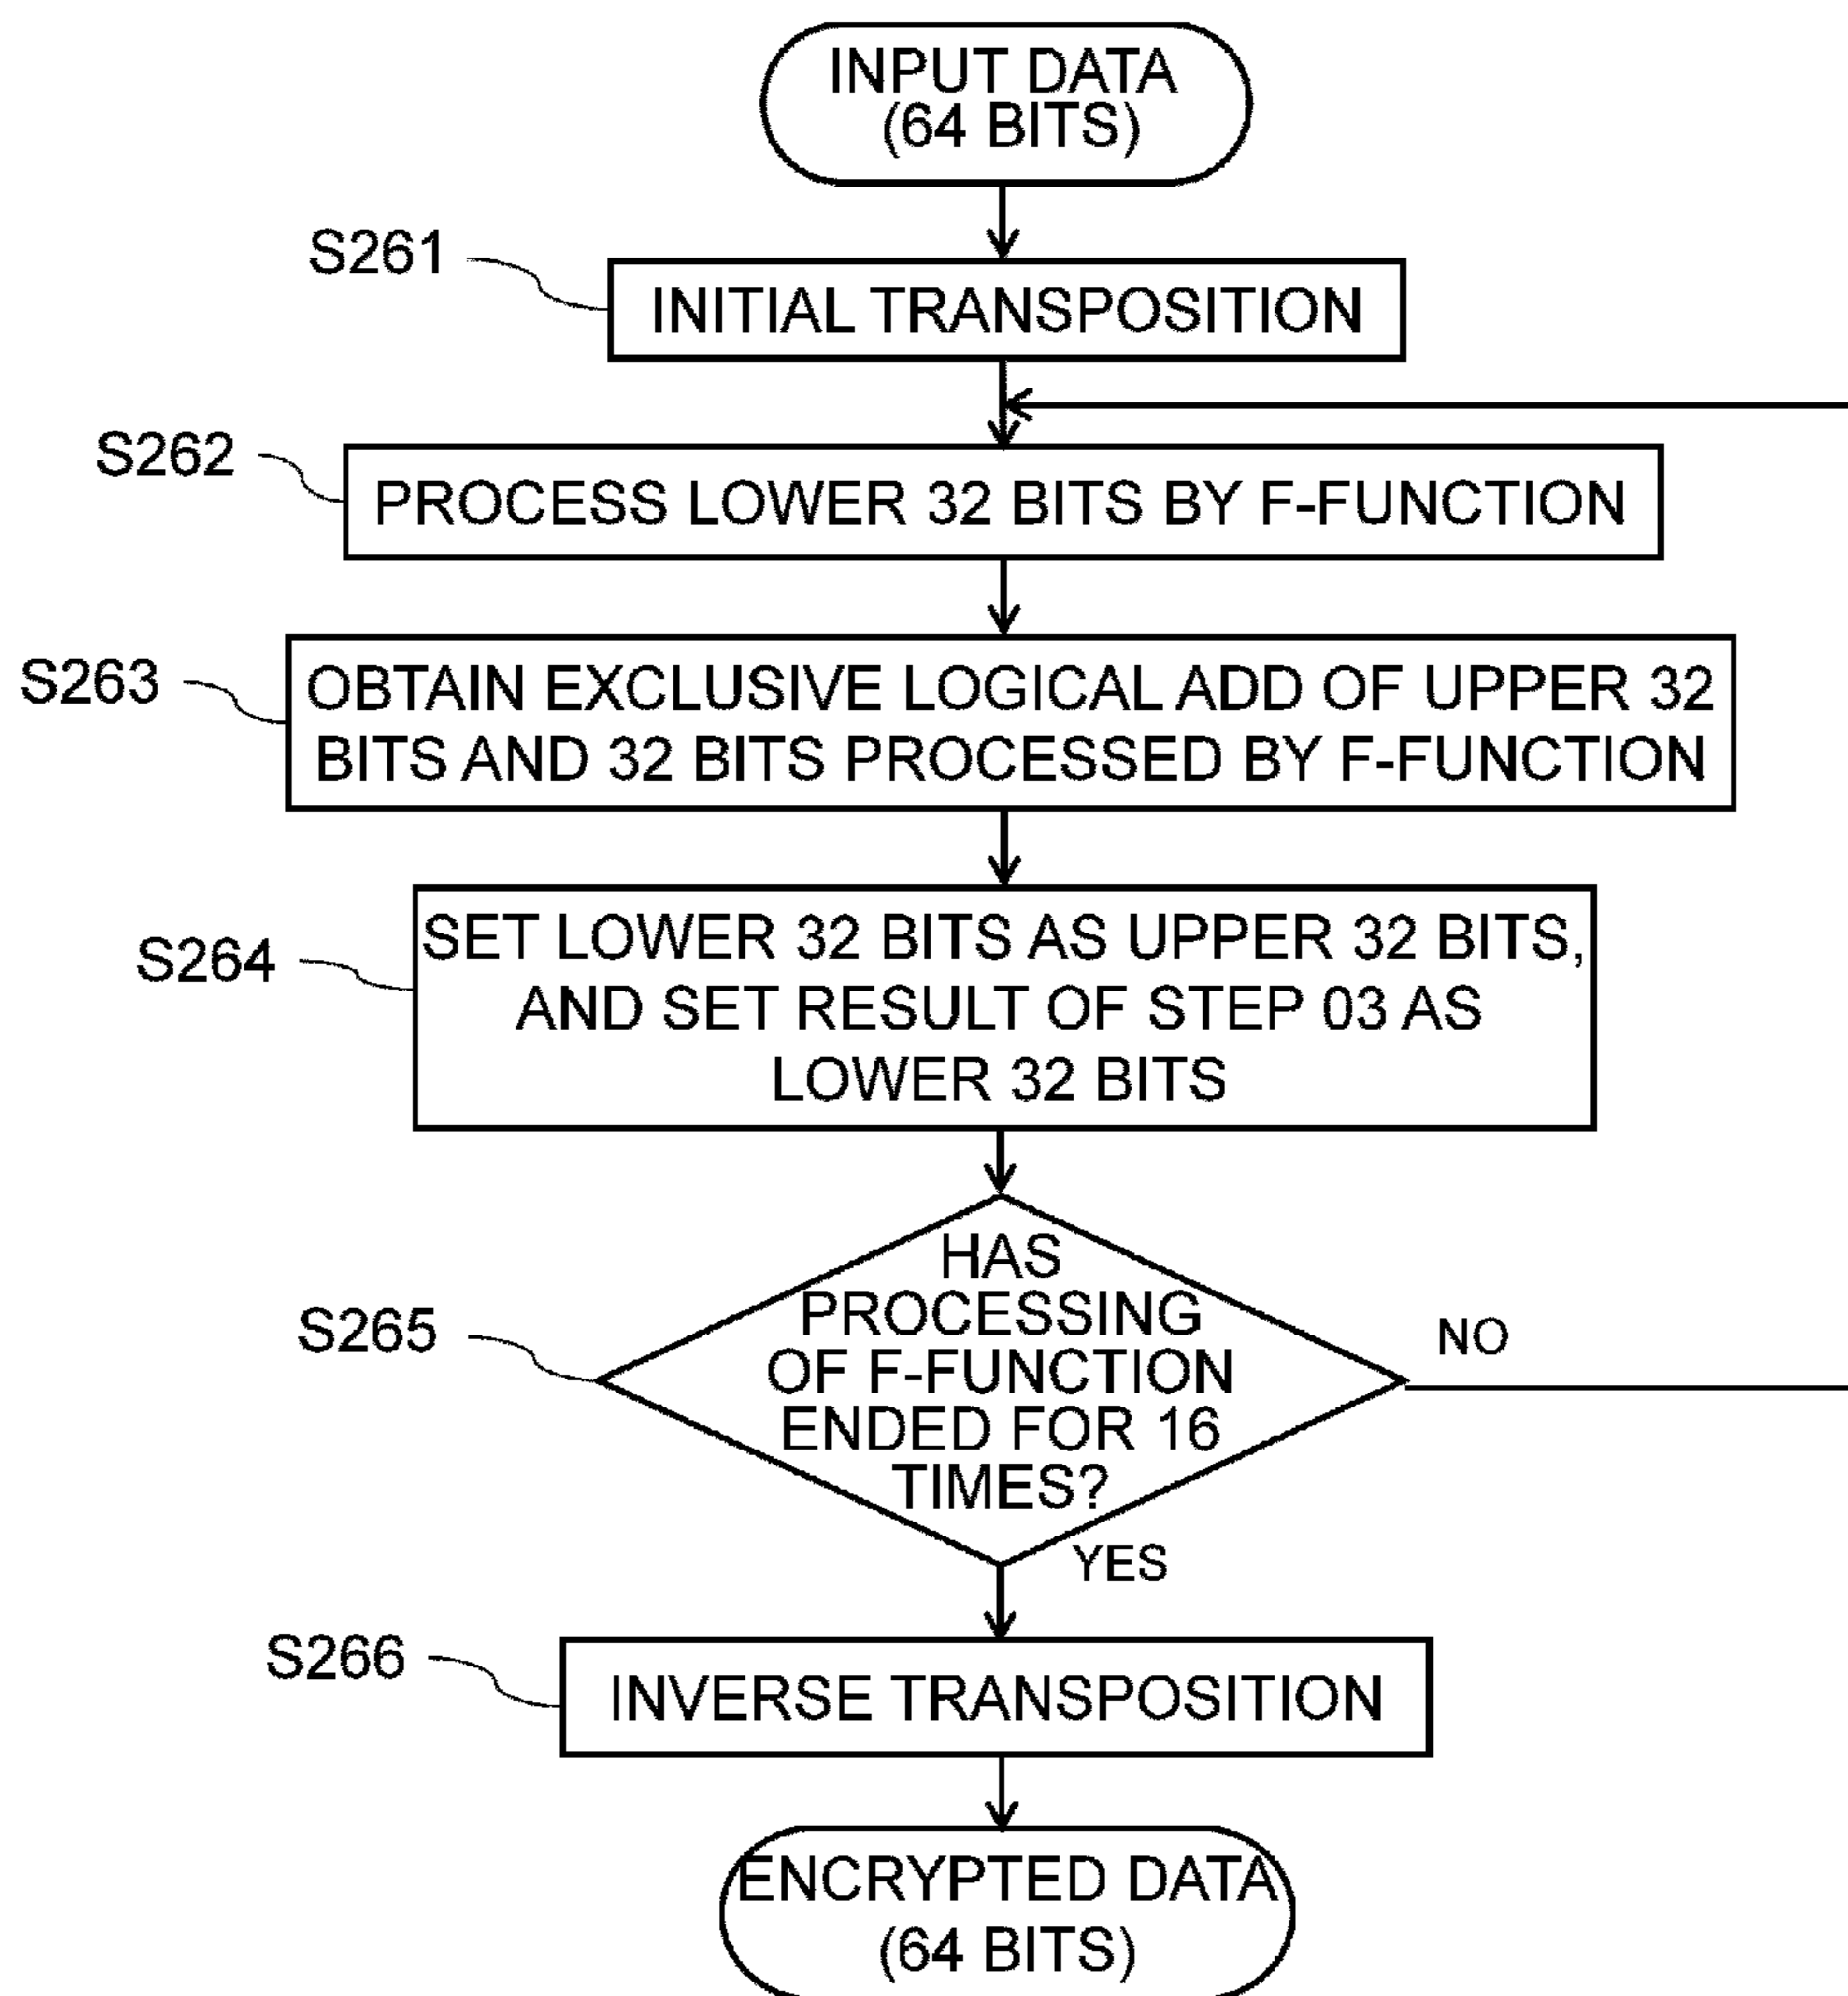 INPUT DATA
(64 BITS)
S261
INITIAL TRANSPOSITION
S262
PROCESS LOWER 32 BITS BY F-FUNCTION
S263
OBTAIN EXCLUSIVE LOGICAL ADD OF UPPER 32
BITS AND 32 BITS PROCESSED BY F-FUNCTION
S264
SET LOWER 32 BITS AS UPPER 32 BITS,
AND SET RESULT OF STEP 03 AS
LOWER 32 BITS
S265
HAS
PROCESSING
OF F-FUNCTION
ENDED FOR 16
TIMES?
NO
YES
S266
INVERSE TRANSPOSITION
ENCRYPTED DATA
(64 BITS)